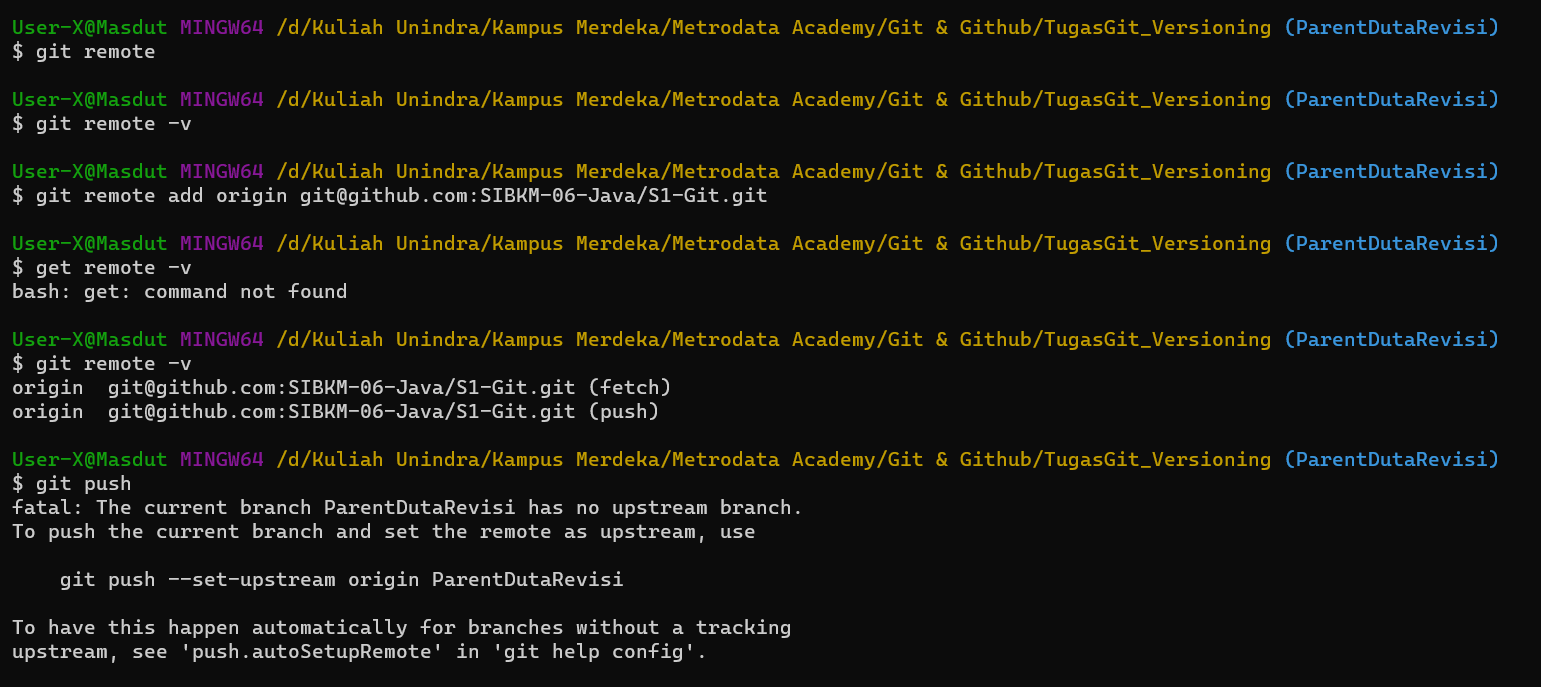 User-X@Masdut MINGW64 /d/Kuliah Unindra/Kampus Merdeka/Metrodata Academy/Git & Github/TugasGit_Versioning (ParentDutaRevisi)
$ git remote
User-X@Masdut MINGW64 /d/Kuliah Unindra/Kampus Merdeka/Metrodata Academy/Git & Github/TugasGit_Versioning (ParentDutaRevisi)
$ git remote -v
User-X@Masdut MINGW64 /d/Kuliah Unindra/Kampus Merdeka/Metrodata Academy/Git & Github/TugasGit_Versioning (ParentDutaRevisi)
$ git remote add origin git@github.com:SIBKM-06-Java/S1-Git.git
User-X@Masdut MINGW64 /d/Kuliah Unindra/Kampus Merdeka/Metrodata Academy/Git & Github/TugasGit_Versioning (ParentDutaRevisi)
$ get remote -v
bash: get: command not found
User-X@Masdut MINGW64 /d/Kuliah Unindra/Kampus Merdeka/Metrodata Academy/Git & Github/TugasGit_Versioning (ParentDutaRevisi)
$ git remote -v
origin  git@github.com:SIBKM-06-Java/S1-Git.git (fetch)
origin  git@github.com:SIBKM-06-Java/S1-Git.git (push)
User-X@Masdut MINGW64 /d/Kuliah Unindra/Kampus Merdeka/Metrodata Academy/Git & Github/TugasGit_Versioning (ParentDutaRevisi)
$ git push
fatal: The current branch ParentDutaRevisi has no upstream branch.
To push the current branch and set the remote as upstream, use
    git push --set-upstream origin ParentDutaRevisi
To have this happen automatically for branches without a tracking
upstream, see 'push.autoSetupRemote' in 'git help config'.